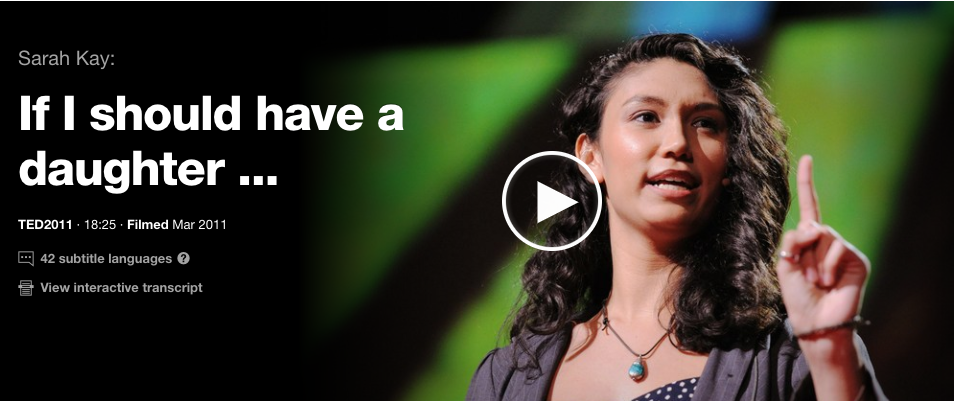 Sarah Kay:
If I should have a
daughter ...
TED2011 · 18:25 · Filmed Mar 2011
42 subtitle languages ?
View interactive transcript